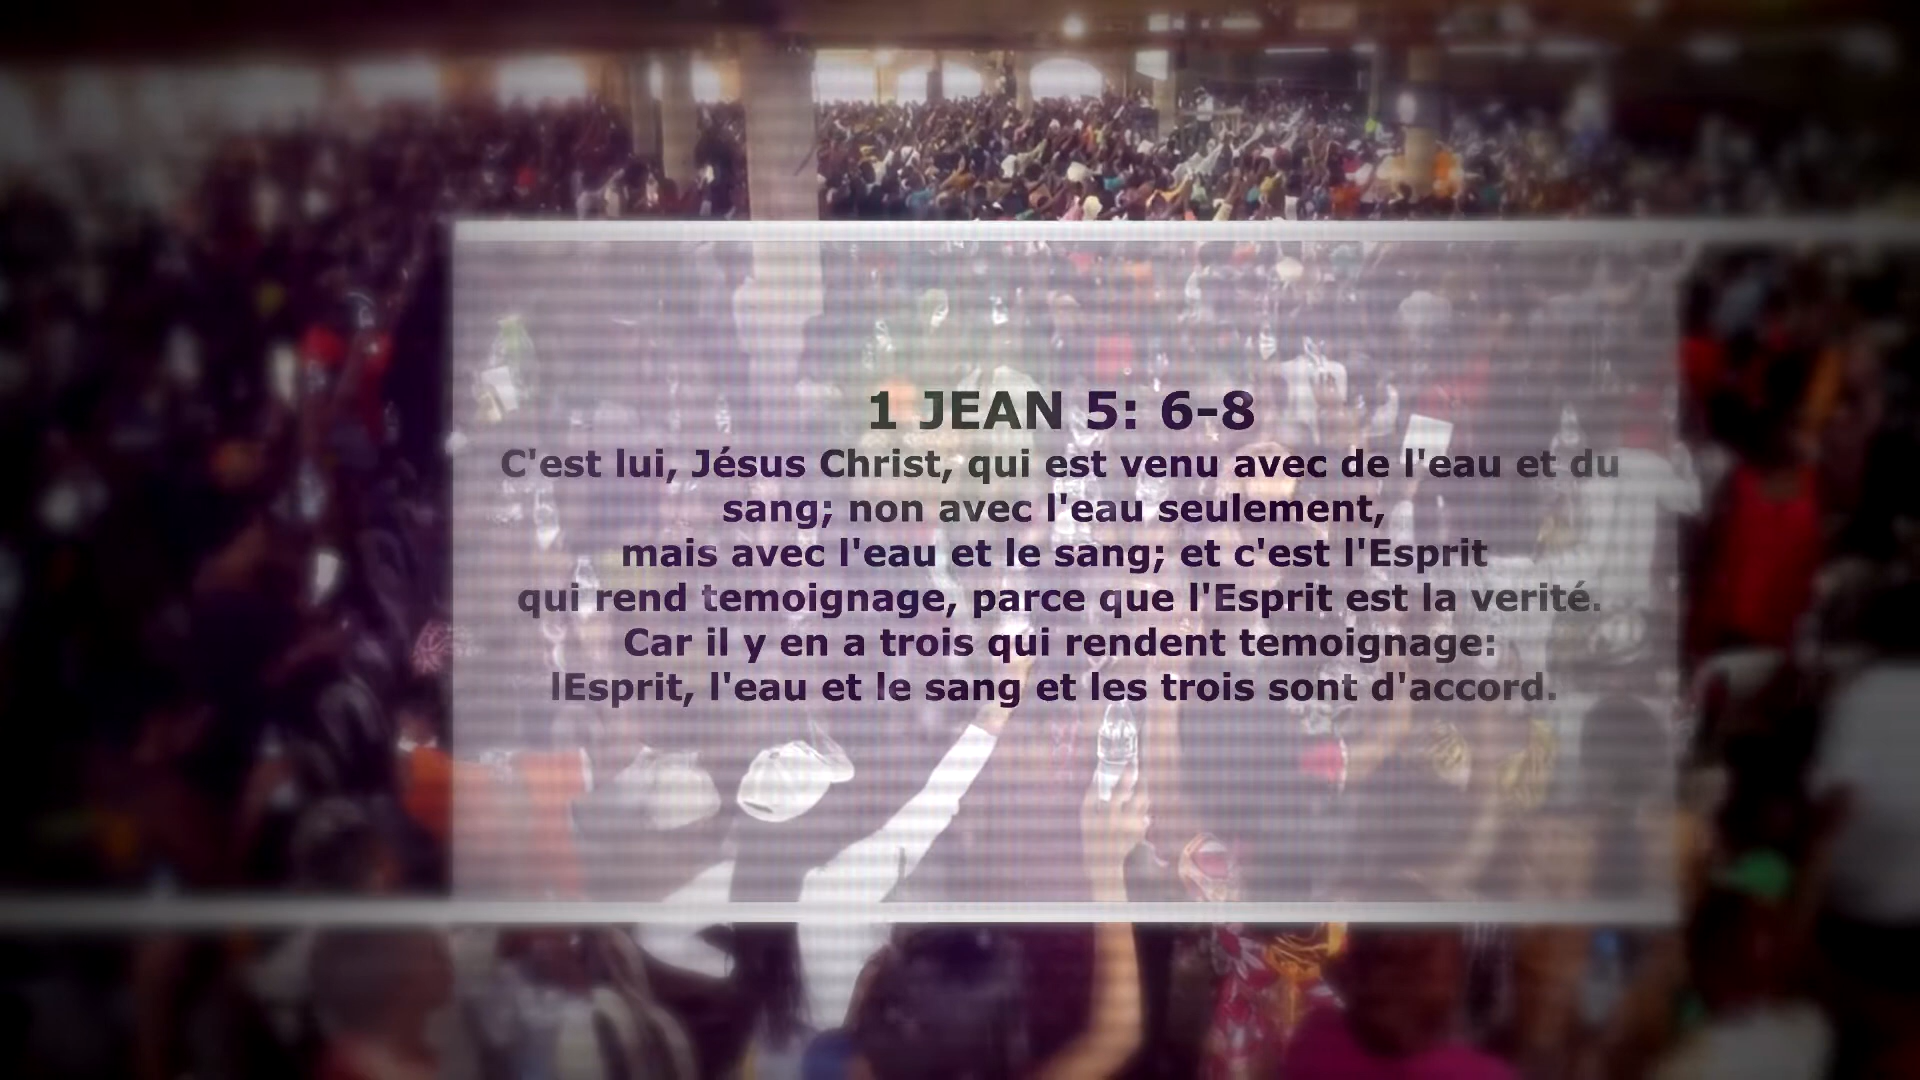 1 JEAN 5: 6-8
C'est lui, Jésus Christ, qui est venu avec de l'eau et du
sang; non avec l'eau seulement,
mais avec l'eau et le sang; et c'est l'Esprit
qui rend temoignage, parce que l'Esprit est la verité.
Car il y en a trois qui rendent temoignage:
lEsprit, l'eau et le sang et les trois sont d'accord.